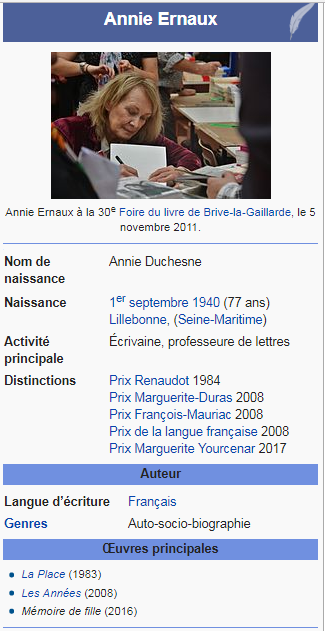 Annie Ernaux
Annie Ernaux à la 30e Foire du livre de Brive-la-Gaillarde, le 5
novembre 2011.
Nom de
naissance
Annie Duchesne
Naissance
1er septembre 1940 (77 ans)
Lillebonne, (Seine-Maritime)
Activité
principale
Écrivaine, professeure de lettres
Distinctions
Prix Renaudot 1984
Prix Marguerite-Duras 2008
Prix François-Mauriac 2008
Prix de la langue française 2008
Prix Marguerite Yourcenar 2017
Auteur
Langue d'écriture Français
Genres Auto-socio-biographie
Œuvres principales
• La Place (1983)
• Les Années (2008)
• Mémoire de fille (2016)